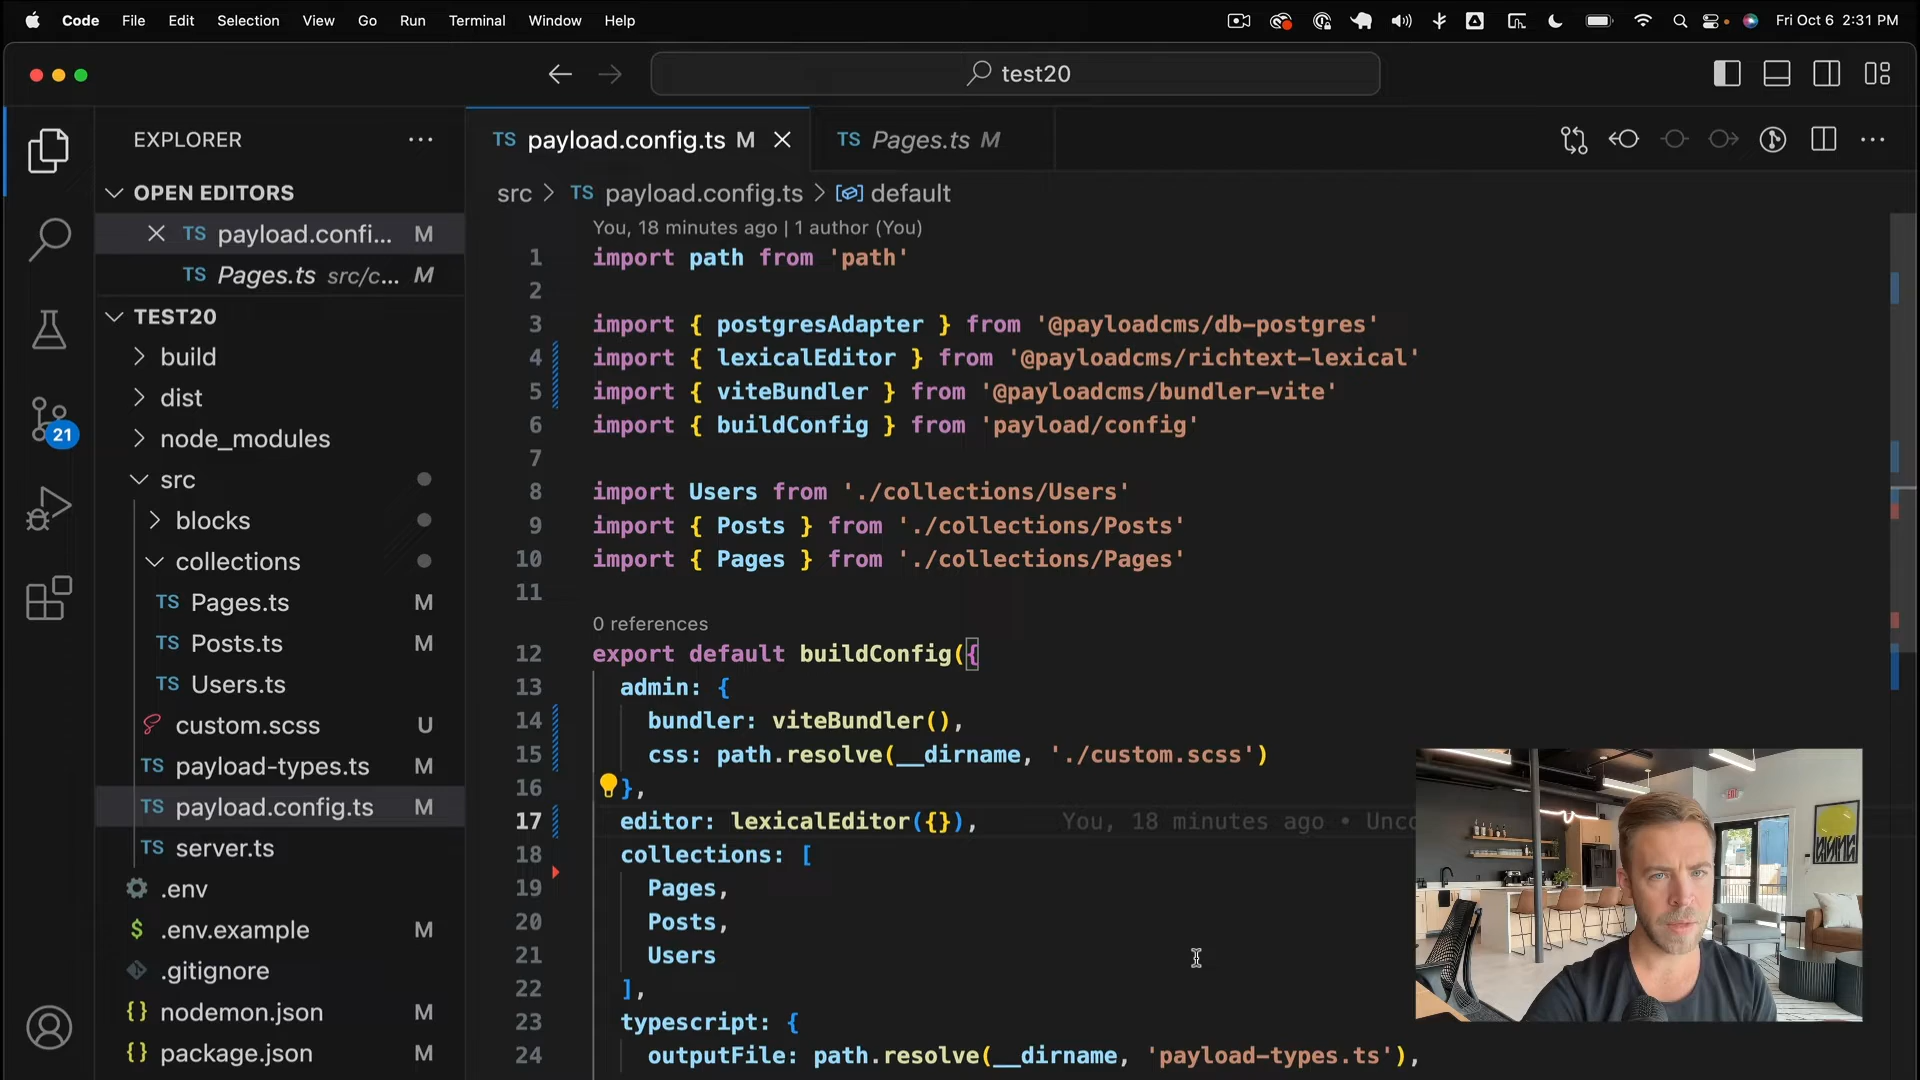 Code File Edit Selection View Go Run Terminal Window Help Fri Oct 6 2:31 PM
test20
EXPLORER
OPEN EDITORS
TS payload.confi... M
TS Pages.ts src/c... M
TEST20
build
dist
node_modules
src
blocks
collections
TS Pages.ts M
TS Posts.ts M
TS Users.ts
custom.scss U
TS payload-types.ts M
TS payload.config.ts M
TS server.ts
.env
$ .env.example M
.gitignore
{} nodemon.json M
{} package.json M
21
TS payload.config.ts M
TS Pages.ts M
src > TS payload.config.ts > default
You, 18 minutes ago | 1 author (You)
1 import path from 'path'
2
3 import { postgresAdapter } from '@payloadcms/db-postgres'
4 import { lexicalEditor } from '@payloadcms/richtext-lexical'
5 import { viteBundler } from '@payloadcms/bundler-vite'
6 import { buildConfig } from 'payload/config'
7
8 import Users from './collections/Users'
9 import { Posts } from './collections/Posts'
10 import { Pages } from './collections/Pages'
11
0 references
12 export default buildConfig({
13 admin: {
14 bundler: viteBundler(),
15 css: path.resolve(__dirname, './custom.scss')
16 },
17 editor: lexicalEditor({}), You, 18 minutes ago • Unco
18 collections: [
19 Pages,
20 Posts,
21 Users
22 ],
23 typescript: {
24 outputFile: path.resolve(__dirname, 'payload-types.ts'),